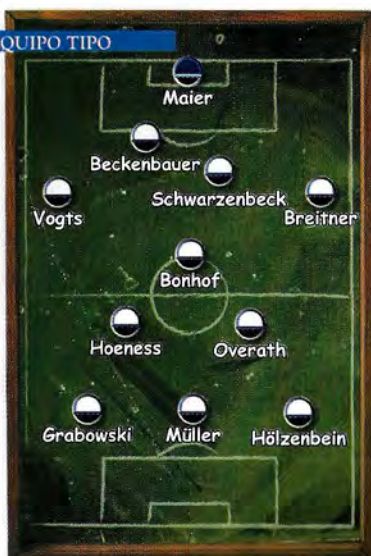 QUIPO TIPO
Maier
Beckenbauer
Schwarzenbeck
Vogts
Breitner
Bonhof
Hoeness
Overath
Grabowski
Müller
Hölzenbein